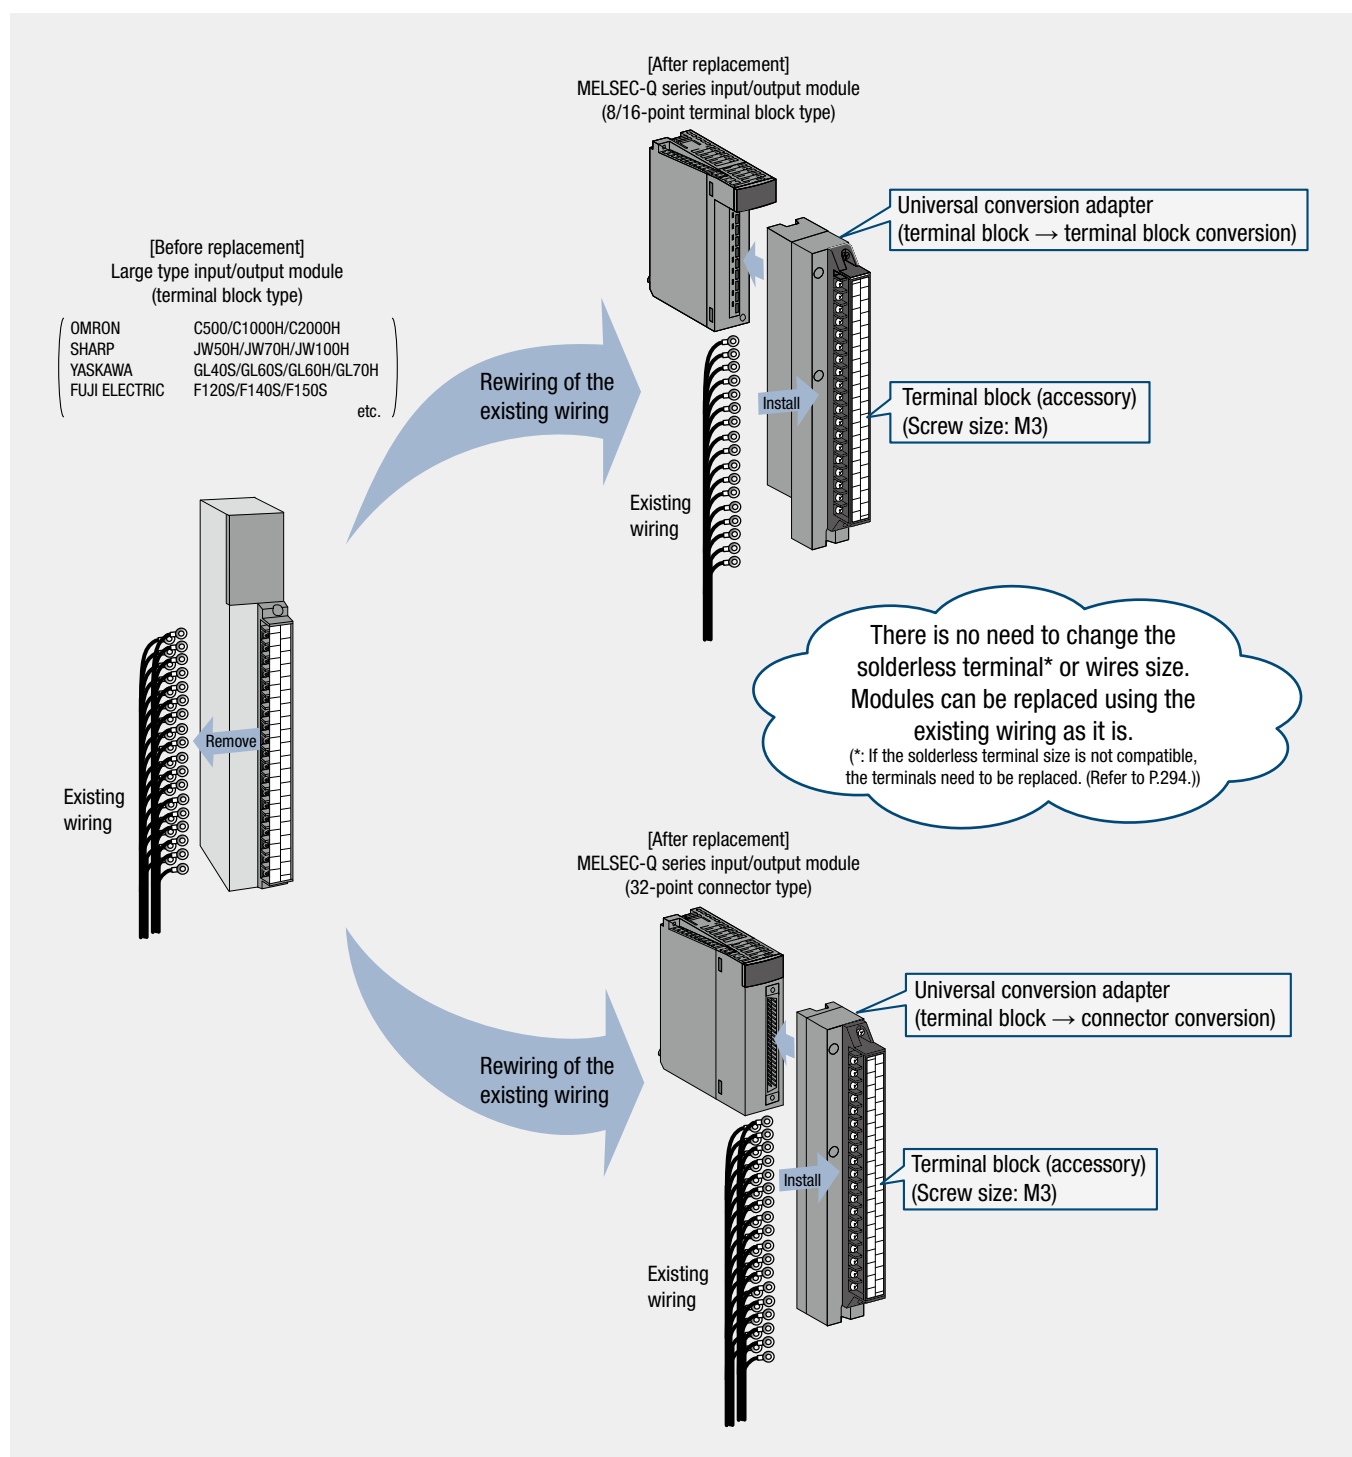 [After replacement]
MELSEC-Q series input/output module
(8/16-point terminal block type)
Universal conversion adapter
(terminal block → terminal block conversion)
[Before replacement]
Large type input/output module
(terminal block type)
OMRON C500/C1000H/C2000H
SHARP JW50H/JW70H/JW100H
YASKAWA GL40S/GL60S/GL60H/GL70H
FUJI ELECTRIC F120S/F140S/F150S
etc.
Rewiring of the
existing wiring
Install
Terminal block (accessory)
(Screw size: M3)
Existing
wiring
There is no need to change the
solderless terminal* or wires size.
Modules can be replaced using the
existing wiring as it is.
(*: If the solderless terminal size is not compatible,
the terminals need to be replaced. (Refer to P.294.))
Remove
Existing
wiring
[After replacement]
MELSEC-Q series input/output module
(32-point connector type)
Universal conversion adapter
(terminal block → connector conversion)
Rewiring of the
existing wiring
Install
Terminal block (accessory)
(Screw size: M3)
Existing
wiring